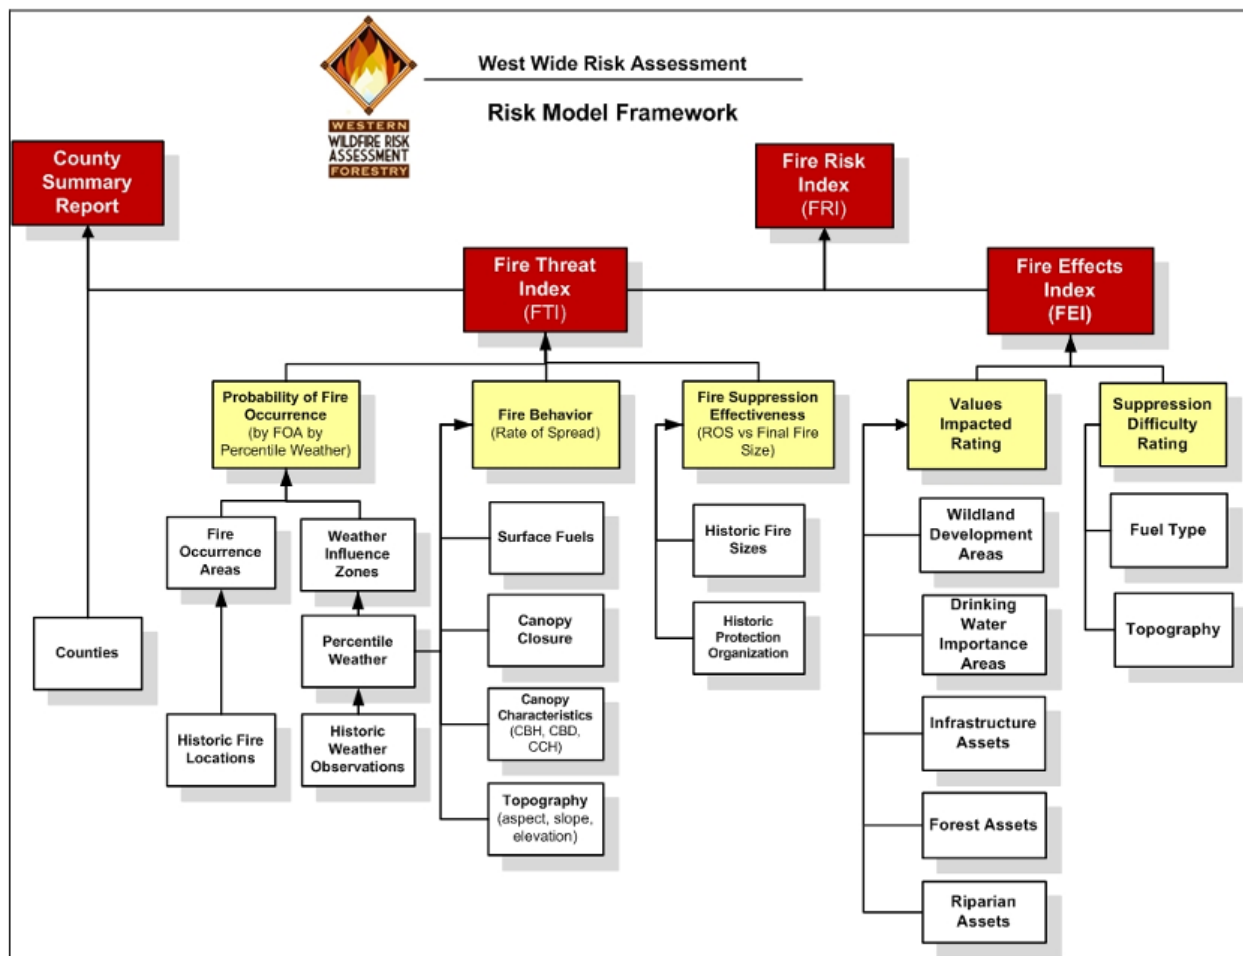 West Wide Risk Assessment
Risk Model Framework
WESTERN
WILDFIRE RISK
ASSESSMENT
FORESTRY
County
Summary
Report
Fire Risk
Index
(FRI)
Fire Threat
Index
(FTI)
Fire Effects
Index
(FEI)
Probability of Fire
Occurrence
(by FOA by
Percentile Weather)
Fire Behavior
(Rate of Spread)
Fire Suppression
Effectiveness
(ROS vs Final Fire
Size)
Values
Impacted
Rating
Suppression
Difficulty
Rating
Fire
Occurrence
Areas
Weather
Influence
Zones
Surface Fuels
Historic Fire
Sizes
Wildland
Development
Areas
Fuel Type
Counties
Percentile
Weather
Canopy
Closure
Historic
Protection
Organization
Drinking
Water
Importance
Areas
Topography
Historic Fire
Locations
Historic
Weather
Observations
Canopy
Characteristics
(CBH, CBD,
CCH)
Infrastructure
Assets
Topography
(aspect, slope,
elevation)
Forest Assets
Riparian
Assets